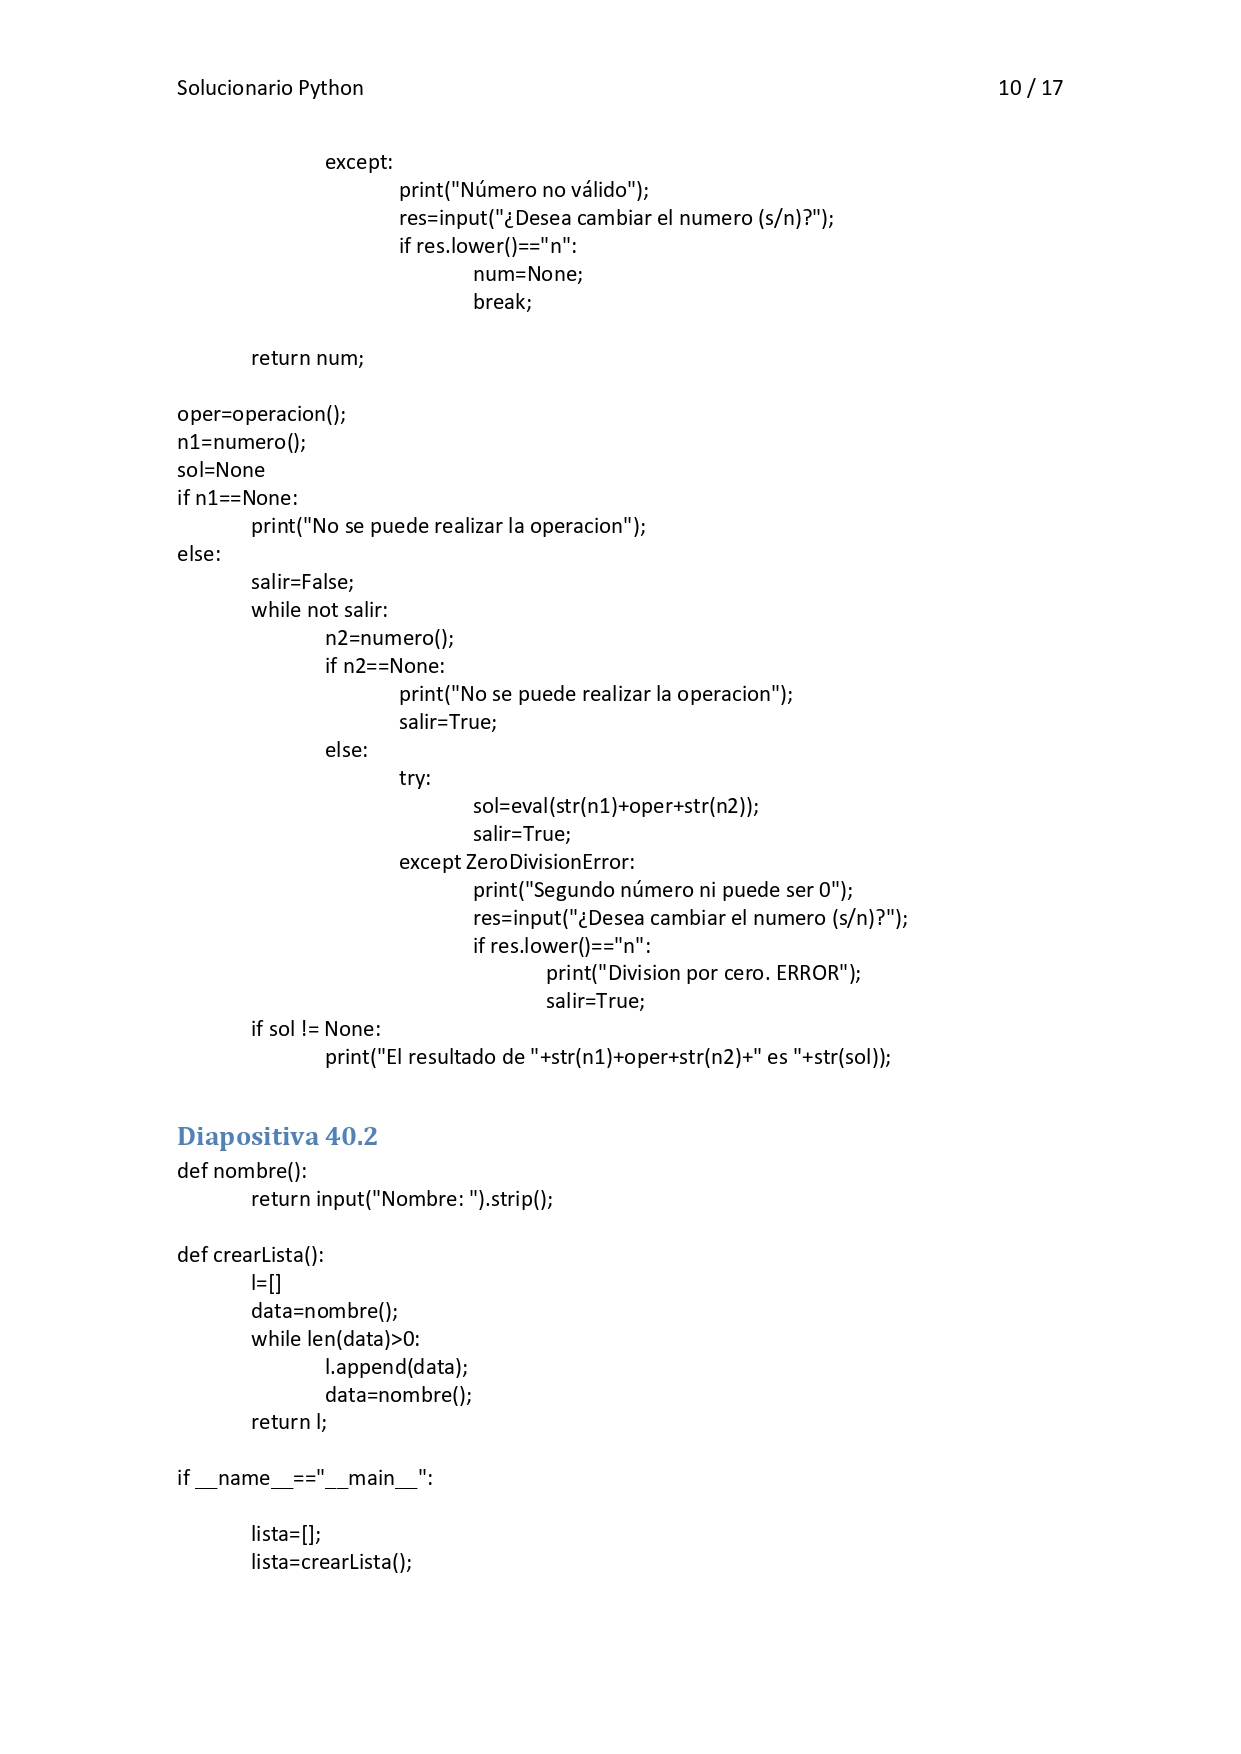 Solucionario Python 10 / 17
except:
print("Número no válido");
res=input("¿Desea cambiar el numero (s/n)?");
if res.lower()=="n":
num=None;
break;
return num;
oper=operacion();
n1=numero();
sol=None
if n1==None:
print("No se puede realizar la operacion");
else:
salir=False;
while not salir:
n2=numero();
if n2==None:
print("No se puede realizar la operacion");
salir=True;
else:
try:
sol=eval(str(n1)+oper+str(n2));
salir=True;
except ZeroDivisionError:
print("Segundo número ni puede ser 0");
res=input("¿Desea cambiar el numero (s/n)?");
if res.lower()=="n":
print("Division por cero. ERROR");
salir=True;
if sol != None:
print("El resultado de "+str(n1)+oper+str(n2)+" es "+str(sol));
Diapositiva 40.2
def nombre():
return input("Nombre: ").strip();
def crearLista():
l=[]
data=nombre();
while len(data)>0:
l.append(data);
data=nombre();
return l;
if __name__=="__main__":
lista=[];
lista=crearLista();